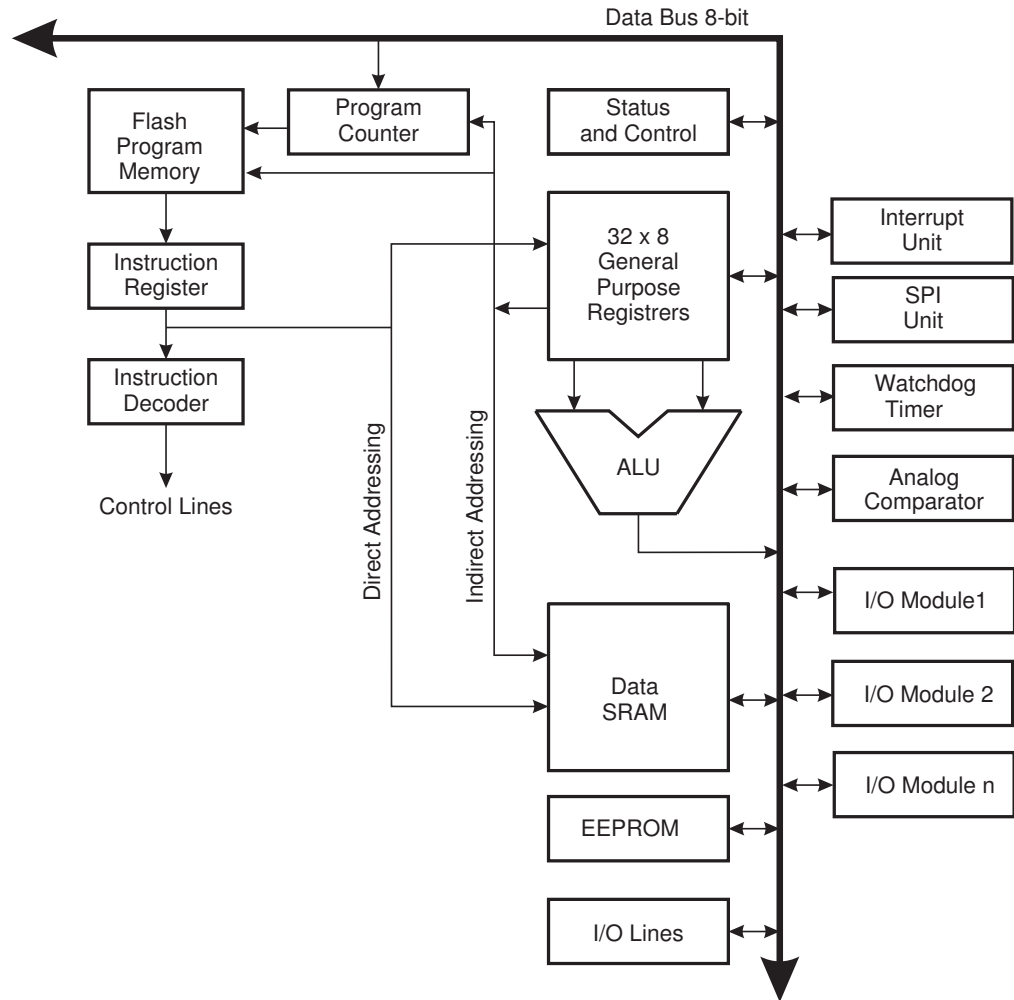 Data Bus 8-bit
Flash
Program
Memory
Program
Counter
Status
and Control
32 x 8
General
Purpose
Registrers
Interrupt
Unit
Instruction
Register
SPI
Unit
Instruction
Decoder
Watchdog
Timer
ALU
Analog
Comparator
Control Lines
Direct Addressing
Indirect Addressing
I/O Module1
Data
SRAM
I/O Module 2
I/O Module n
EEPROM
I/O Lines